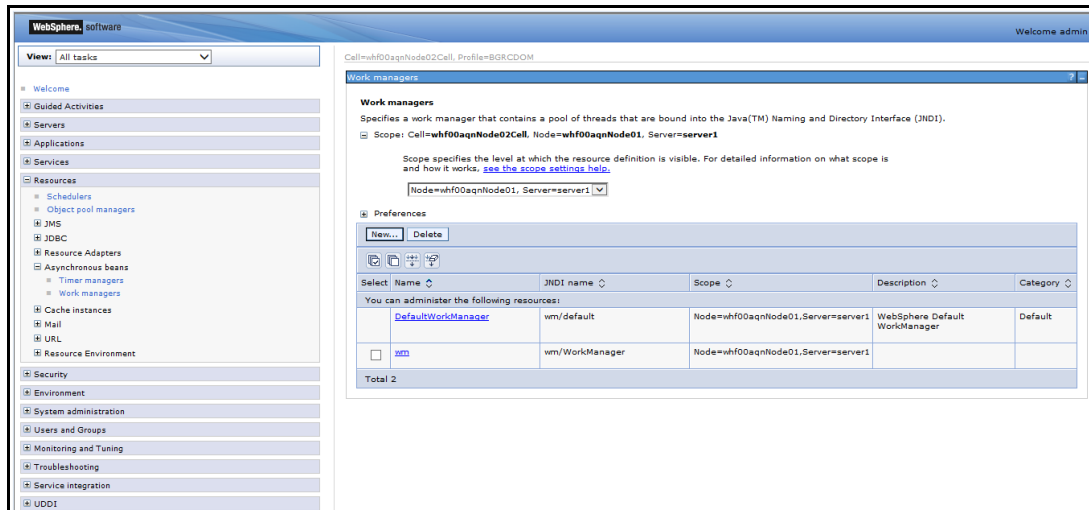 WebSphere. software
Welcome admin
View: All tasks
Cell=whf00aqnNode02Cell, Profile=BGRCDOM
Welcome
Guided Activities
Servers
Applications
Services
Resources
Schedulers
Object pool managers
JMS
JDBC
Resource Adapters
Asynchronous beans
Timer managers
Work managers
Cache instances
Mail
URL
Resource Environment
Security
Environment
System administration
Users and Groups
Monitoring and Tuning
Troubleshooting
Service integration
UDDI
Work managers
? -
Work managers
Specifies a work manager that contains a pool of threads that are bound into the Java(TM) Naming and Directory Interface (JNDI).
Scope: Cell=whf00aqnNode02Cell, Node=whf00aqnNode01, Server=server1
Scope specifies the level at which the resource definition is visible. For detailed information on what scope is
and how it works, see the scope settings help.
Node=whf00aqnNode01, Server=server1
Preferences
New... Delete
Select Name JNDI name Scope Description Category
You can administer the following resources:
DefaultWorkManager wm/default Node=whf00aqnNode01,Server=server1 WebSphere Default Default
WorkManager
wm wm/WorkManager Node=whf00aqnNode01,Server=server1
Total 2